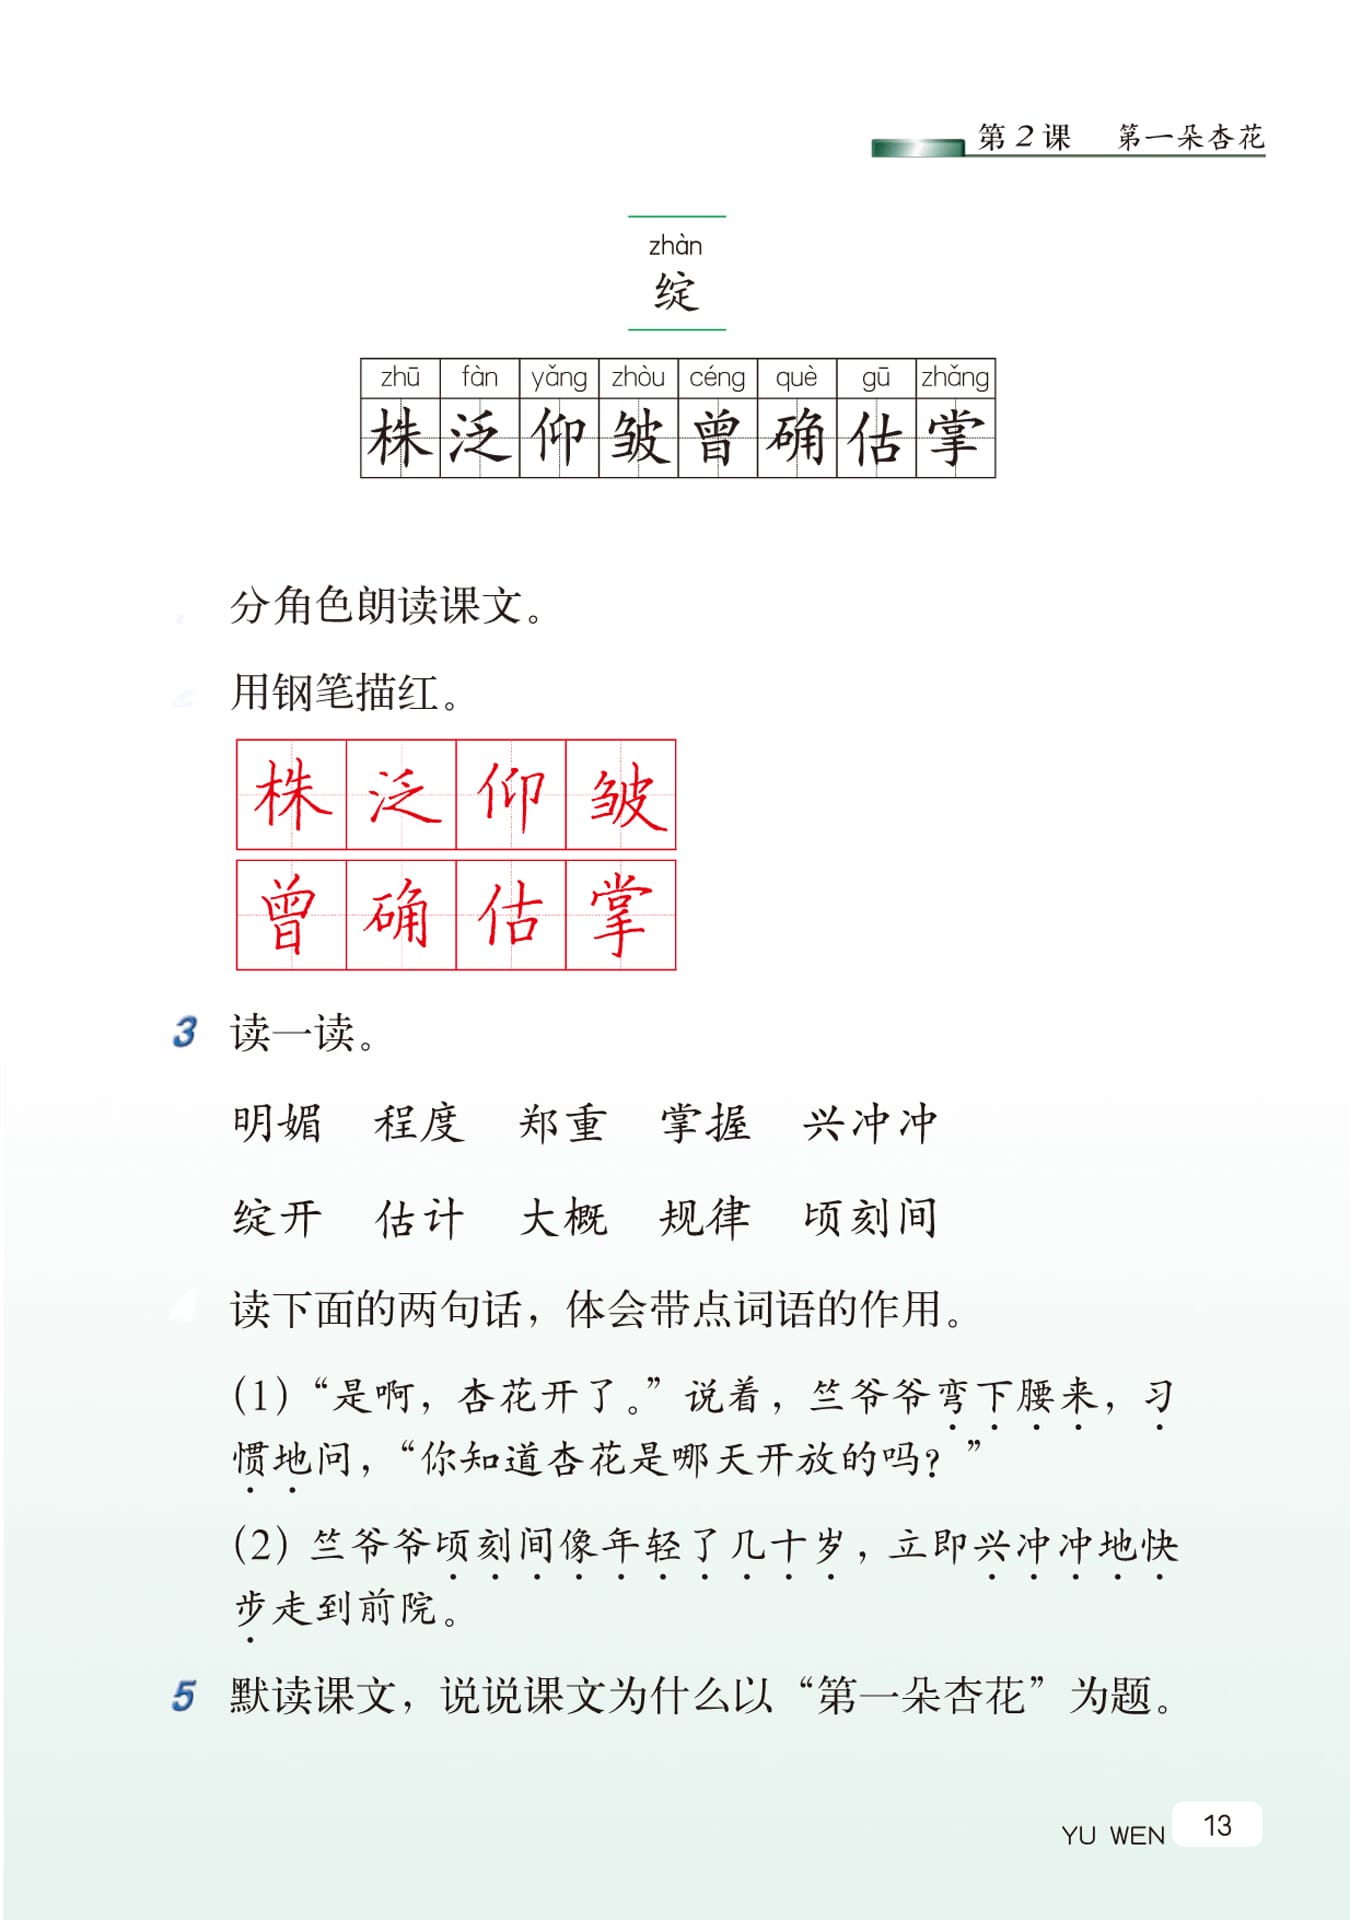 第2课 第一朵杏花
zhàn
绽
zhū fàn yǎng zhòu céng què gū zhǎng
株 泛 仰 皱 曾 确 估 掌
分角色朗读课文。
2 用钢笔描红。
株 泛 仰 皱
曾 确 估 掌
3 读一读。
明媚 程度 郑重 掌握 兴冲冲
绽开 估计 大概 规律 顷刻间
4 读下面的两句话，体会带点词语的作用。
(1)“是啊，杏花开了。”说着，竺爷爷弯下腰来，习
惯地问，“你知道杏花是哪天开放的吗？”
(2)竺爷爷顷刻间像年轻了几十岁，立即兴冲冲地快
步走到前院。
5 默读课文，说说课文为什么以“第一朵杏花”为题。
YU WEN 13